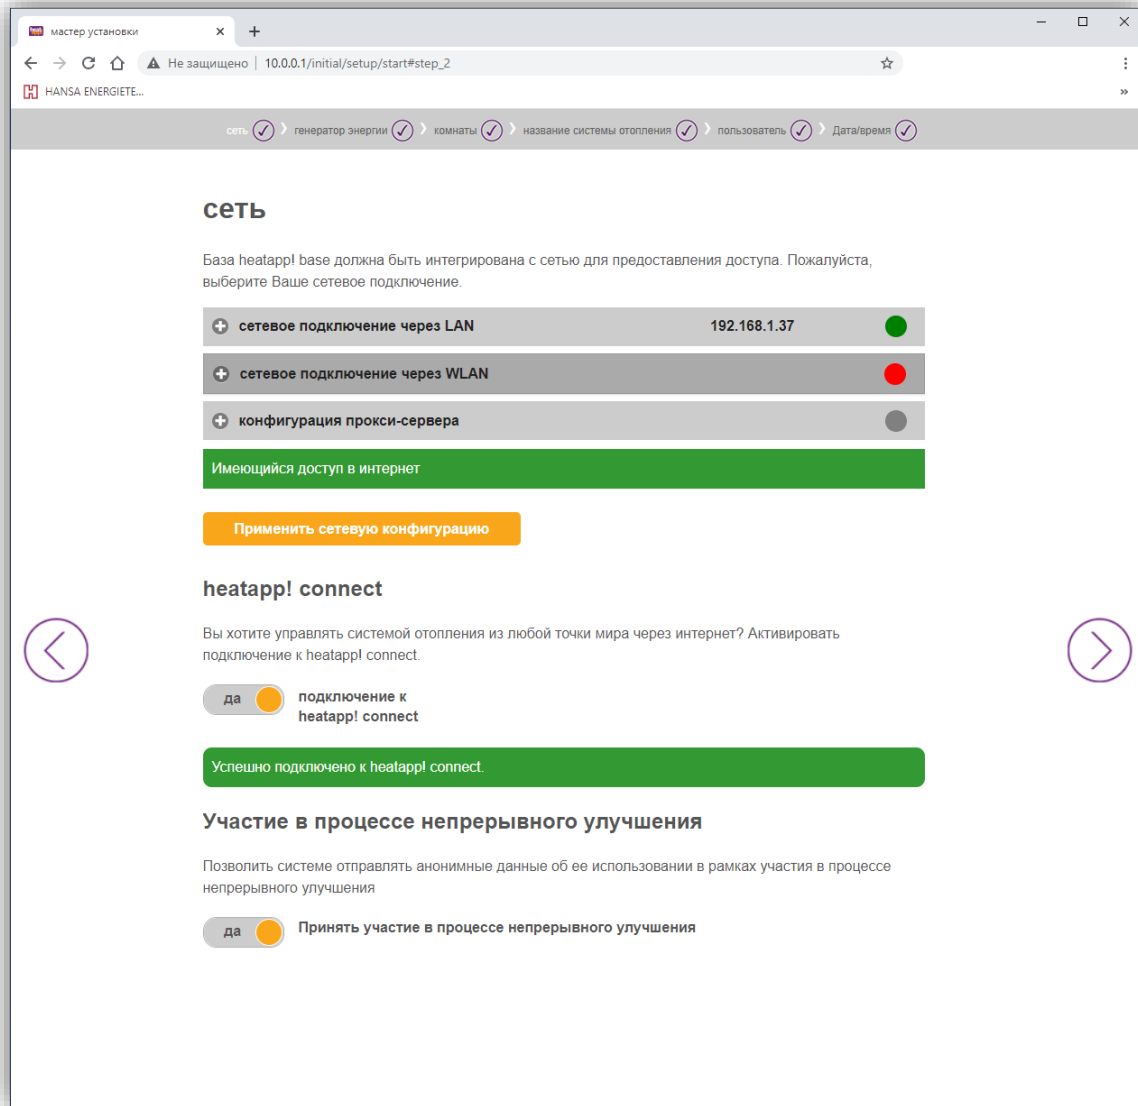 мастер установки
Не защищено | 10.0.0.1/initial/setup/start#step_2
HANSA ENERGIETE...
сеть генератор энергии комнаты название системы отопления пользователь Дата/время
сеть
База heatapp! base должна быть интегрирована с сетью для предоставления доступа. Пожалуйста,
выберите Ваше сетевое подключение.
сетевое подключение через LAN 192.168.1.37
сетевое подключение через WLAN
конфигурация прокси-сервера
Имеющийся доступ в интернет
Применить сетевую конфигурацию
heatapp! connect
Вы хотите управлять системой отопления из любой точки мира через интернет? Активировать
подключение к heatapp! connect.
да подключение к
heatapp! connect
Успешно подключено к heatapp! connect.
Участие в процессе непрерывного улучшения
Позволить системе отправлять анонимные данные об ее использовании в рамках участия в процессе
непрерывного улучшения
да Принять участие в процессе непрерывного улучшения